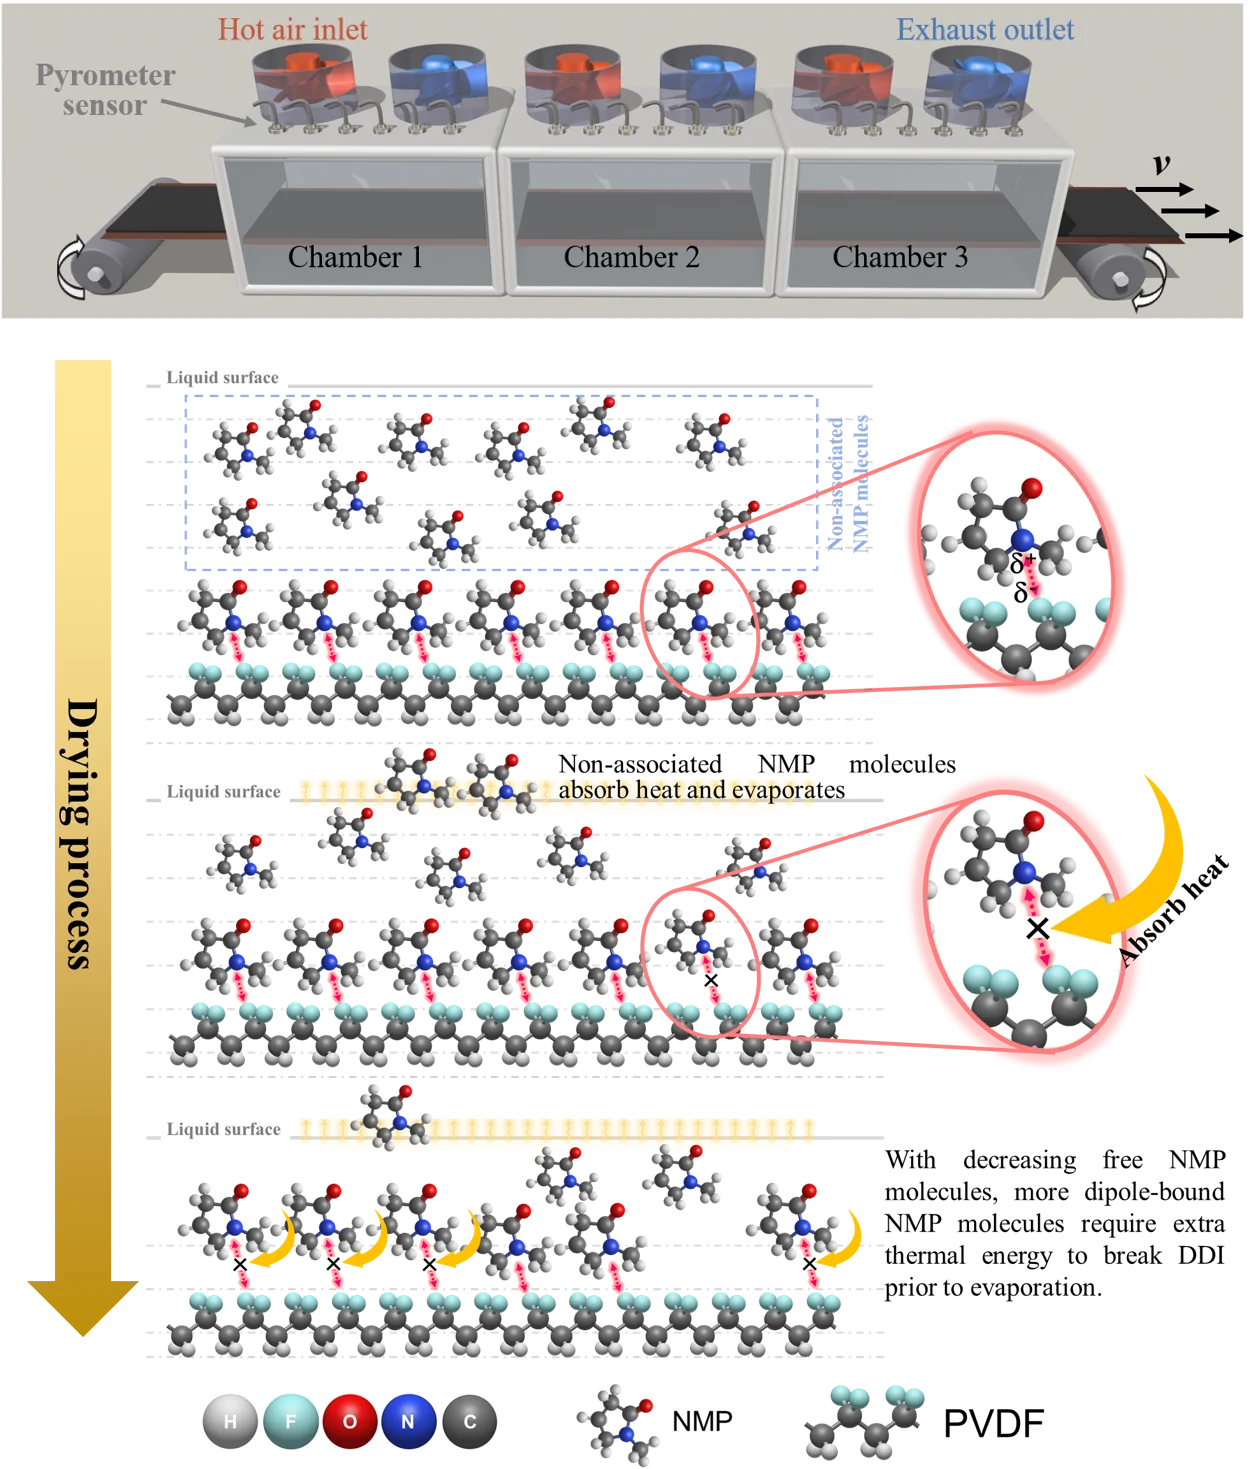 Hot air inlet
Exhaust outlet
Pyrometer
sensor
v
Chamber 1
Chamber 2
Chamber 3
Drying process
Liquid surface
Non-associated
NMP molecules
δ+
δ-
Non-associated NMP molecules
absorb heat and evaporates
Liquid surface
Absorb heat
Liquid surface
With decreasing free NMP
molecules, more dipole-bound
NMP molecules require extra
thermal energy to break DDI
prior to evaporation.
H F O N C
NMP
PVDF